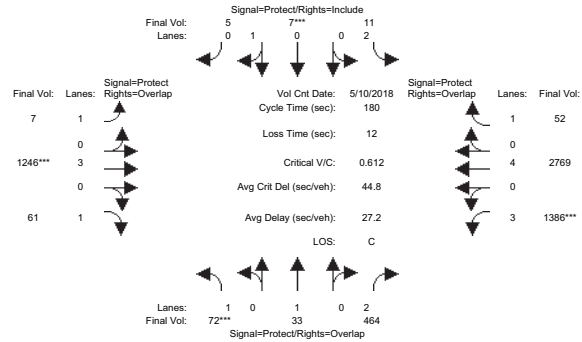 Signal=Protect/Rights=Include
Final Vol: 5 7*** 11
Lanes: 0 1 0 0 2
Signal=Protect
Final Vol: Lanes: Rights=Overlap
Vol Cnt Date: 5/10/2018
Signal=Protect
Rights=Overlap Lanes: Final Vol:
Cycle Time (sec): 180
7 1
1 52
Loss Time (sec): 12
0
0
1246*** 3
Critical V/C: 0.612
4 2769
0
Avg Crit Del (sec/veh): 44.8
0
61 1
Avg Delay (sec/veh): 27.2
3 1386***
LOS: C
Lanes: 1 0 1 0 2
Final Vol: 72*** 33 464
Signal=Protect/Rights=Overlap